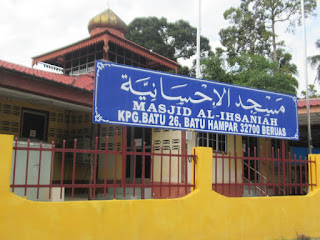 مسجد الإحسانية
MASJID AL-IHSANIAH
KPG.BATU 26, BATU HAMPAR 32700 BERUAS